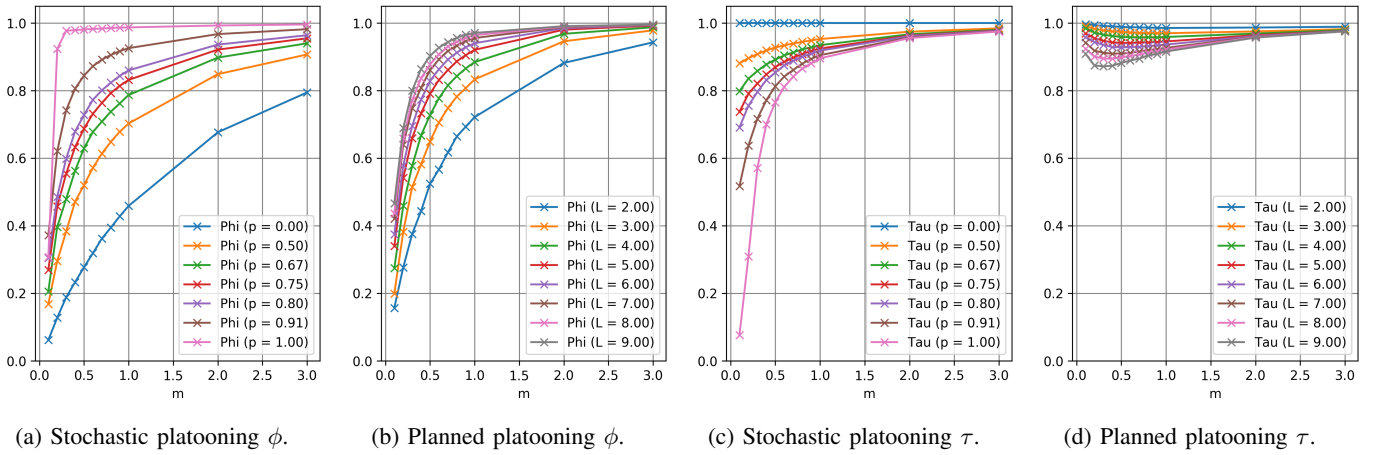 1.0
0.8
0.6
0.4
0.2
0.0
0.0 0.5 1.0 1.5 2.0 2.5 3.0
m
Phi (p = 0.00)
Phi (p = 0.50)
Phi (p = 0.67)
Phi (p = 0.75)
Phi (p = 0.80)
Phi (p = 0.91)
Phi (p = 1.00)
(a) Stochastic platooning ϕ.
1.0
0.8
0.6
0.4
0.2
0.0
0.0 0.5 1.0 1.5 2.0 2.5 3.0
m
Phi (L = 2.00)
Phi (L = 3.00)
Phi (L = 4.00)
Phi (L = 5.00)
Phi (L = 6.00)
Phi (L = 7.00)
Phi (L = 8.00)
Phi (L = 9.00)
(b) Planned platooning ϕ.
1.0
0.8
0.6
0.4
0.2
0.0
0.0 0.5 1.0 1.5 2.0 2.5 3.0
m
Tau (p = 0.00)
Tau (p = 0.50)
Tau (p = 0.67)
Tau (p = 0.75)
Tau (p = 0.80)
Tau (p = 0.91)
Tau (p = 1.00)
(c) Stochastic platooning τ.
1.0
0.8
0.6
0.4
0.2
0.0
0.0 0.5 1.0 1.5 2.0 2.5 3.0
m
Tau (L = 2.00)
Tau (L = 3.00)
Tau (L = 4.00)
Tau (L = 5.00)
Tau (L = 6.00)
Tau (L = 7.00)
Tau (L = 8.00)
Tau (L = 9.00)
(d) Planned platooning τ.